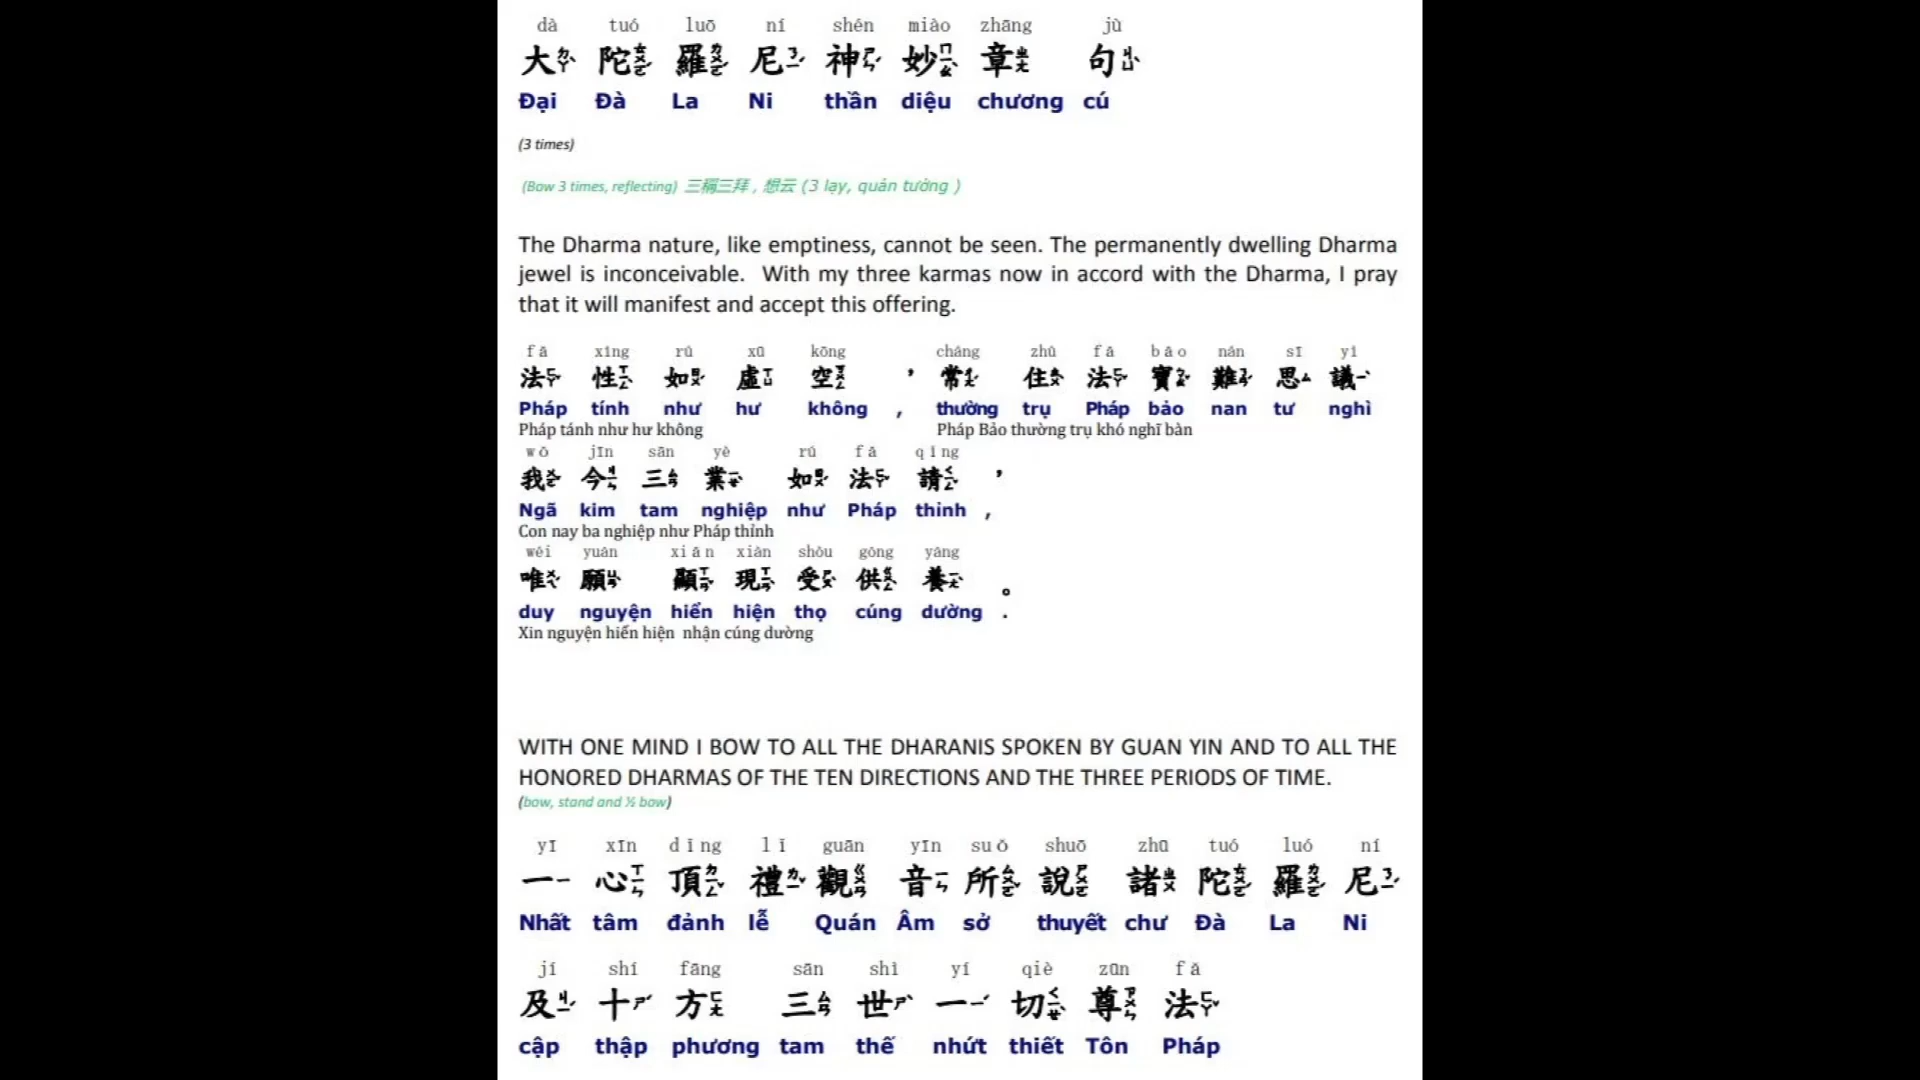 dà tuó luō ní shén miào zhāng jù
大 陀 羅 尼 神 妙 章 句
Đại Đà La Ni thần diệu chương cú
(3 times)
(Bow 3 times, reflecting) 三稱三拜 , 想云 (3 lạy, quán tưởng )
The Dharma nature, like emptiness, cannot be seen. The permanently dwelling Dharma
jewel is inconceivable. With my three karmas now in accord with the Dharma, I pray
that it will manifest and accept this offering.
fǎ xìng rú xū kōng cháng zhù fǎ bǎo nán sī yì
法 性 如 虛 空 , 常 住 法 寶 難 思 議
Pháp tính như hư không , thường trụ Pháp bảo nan tư nghì
Pháp tánh như hư không Pháp Bảo thường trụ khó nghĩ bàn
wǒ jīn sān yè rú fǎ qǐng
我 今 三 業 如 法 請 ,
Ngã kim tam nghiệp như Pháp thỉnh ,
Con nay ba nghiệp như Pháp thỉnh
wéi yuàn xiǎn xiàn shòu gòng yàng
唯 願 顯 現 受 供 養 。
duy nguyện hiển hiện thọ cúng dường .
Xin nguyện hiển hiện nhận cúng dường
WITH ONE MIND I BOW TO ALL THE DHARANIS SPOKEN BY GUAN YIN AND TO ALL THE
HONORED DHARMAS OF THE TEN DIRECTIONS AND THE THREE PERIODS OF TIME.
(bow, stand and ½ bow)
yī xīn dǐng lǐ guān yīn suǒ shuō zhū tuó luó ní
一 心 頂 禮 觀 音 所 說 諸 陀 羅 尼
Nhất tâm đảnh lễ Quán Âm sở thuyết chư Đà La Ni
jí shí fāng sān shì yí qiè zūn fǎ
及 十 方 三 世 一 切 尊 法
cập thập phương tam thế nhứt thiết Tôn Pháp